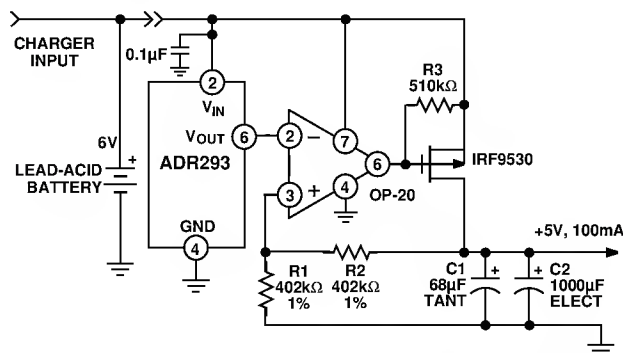 CHARGER
INPUT
0.1µF
R3
510kΩ
2
VIN
VOUT
6
2
−
7
6
IRF9530
6V
+
ADR293
LEAD-ACID
BATTERY
3
+
4
OP-20
GND
4
+5V, 100mA
R1
402kΩ
1%
R2
402kΩ
1%
C1
68µF
TANT
+
+
C2
1000µF
ELECT